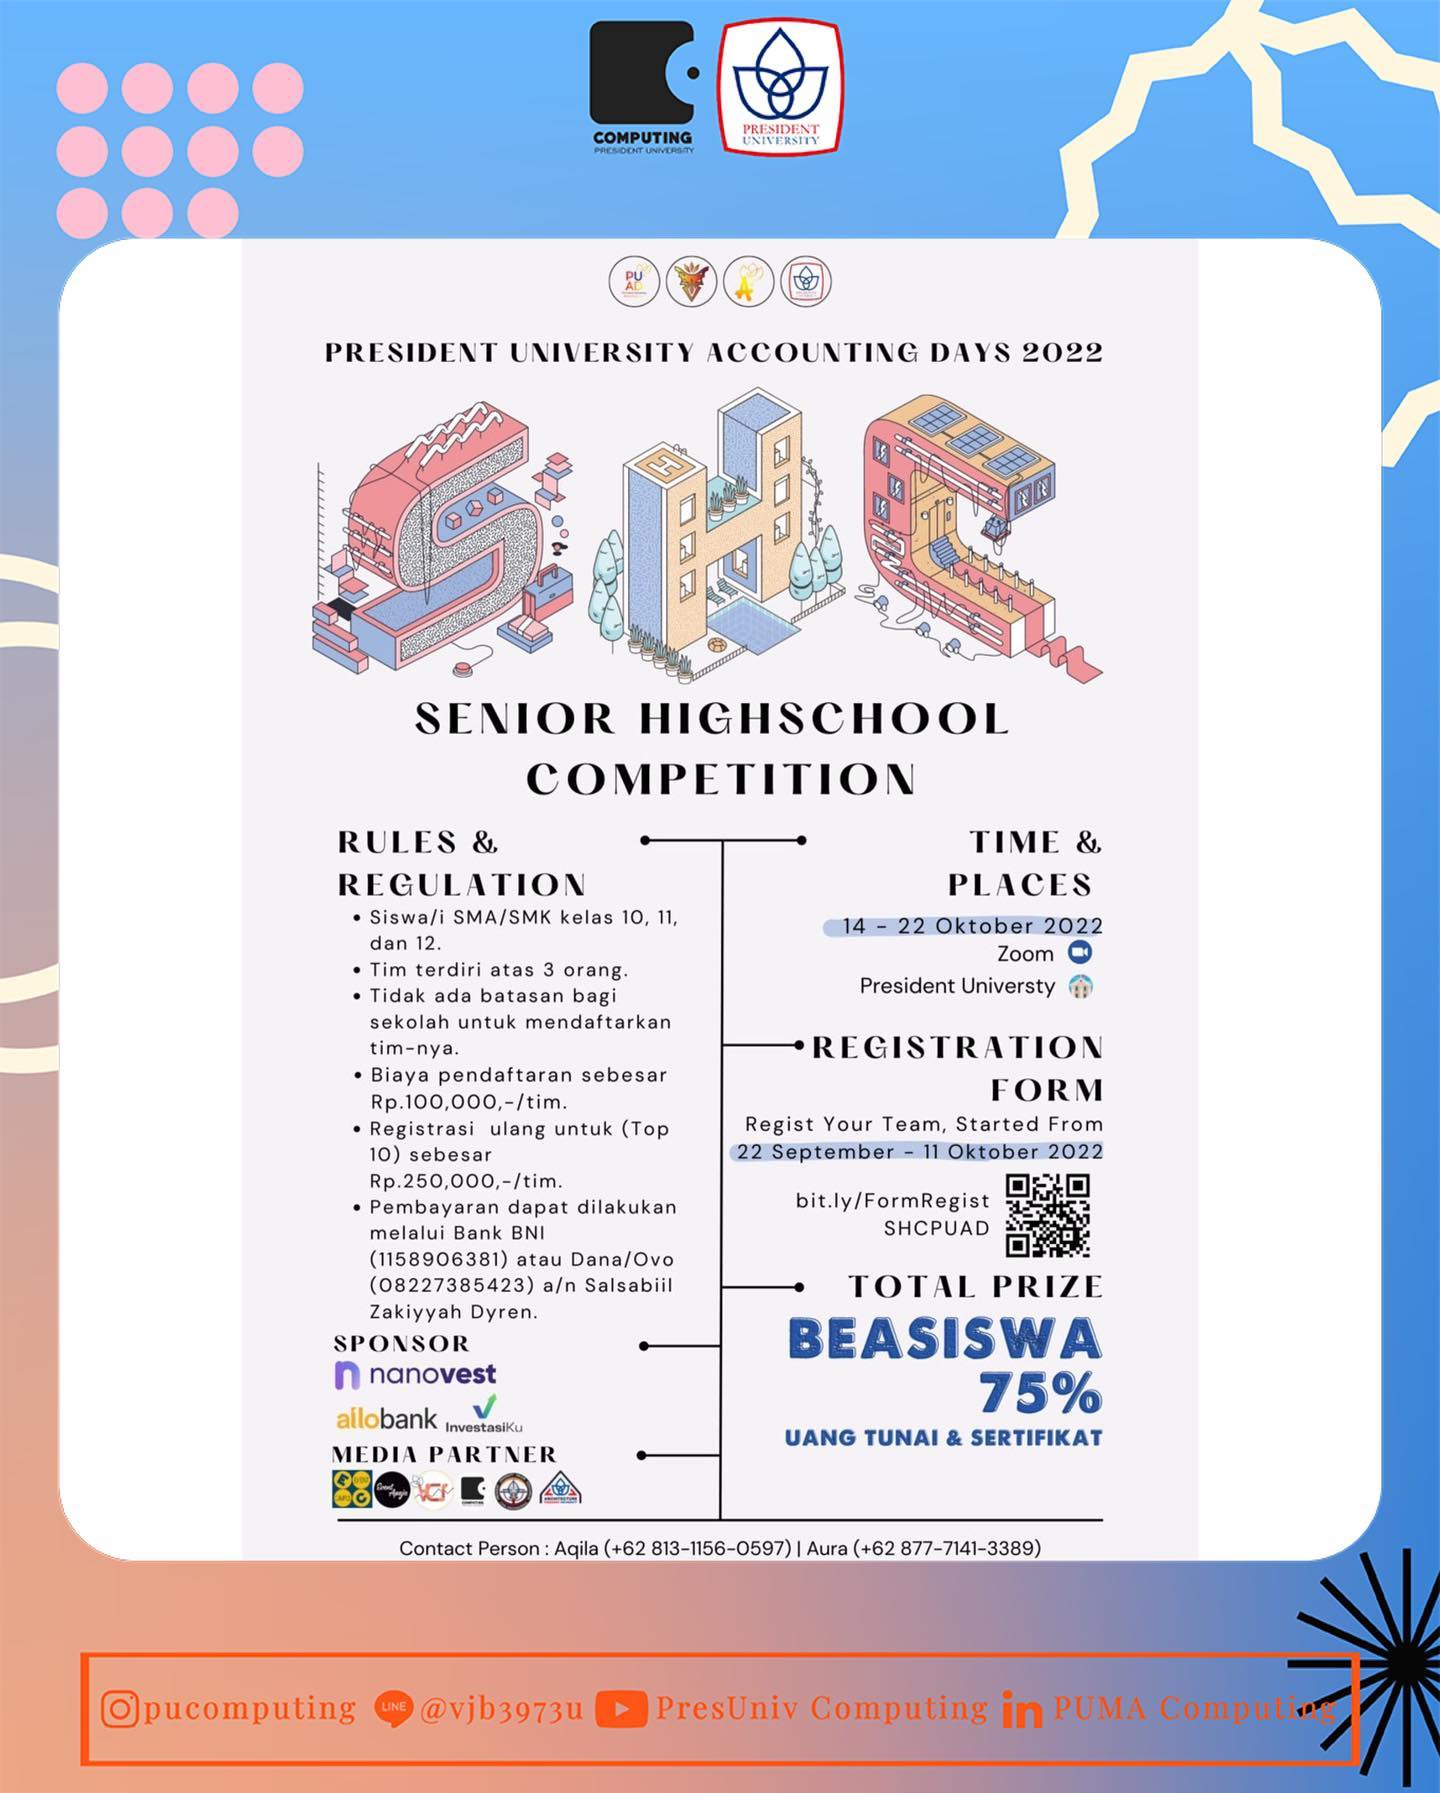 COMPUTING
PRESIDENT UNIVERSITY
PRESIDENT
UNIVERSITY
PU
AD
A
PRESIDENT UNIVERSITY ACCOUNTING DAYS 2022
SHC
SENIOR HIGHSCHOOL
COMPETITION
RULES &
REGULATION
• Siswa/i SMA/SMK kelas 10, 11,
dan 12.
• Tim terdiri atas 3 orang.
• Tidak ada batasan bagi
sekolah untuk mendaftarkan
tim-nya.
• Biaya pendaftaran sebesar
Rp.100,000,-/tim.
• Registrasi ulang untuk (Top
10) sebesar
Rp.250,000,-/tim.
• Pembayaran dapat dilakukan
melalui Bank BNI
(1158906381) atau Dana/Ovo
(08227385423) a/n Salsabiil
Zakiyyah Dyren.
SPONSOR
nanovest
allobank InvestasiKu
MEDIA PARTNER
TIME &
PLACES
14 - 22 Oktober 2022
Zoom
President Universty
REGISTRATION
FORM
Regist Your Team, Started From
22 September - 11 Oktober 2022
bit.ly/FormRegist
SHCPUAD
TOTAL PRIZE
BEASISWA
75%
UANG TUNAI & SERTIFIKAT
Contact Person : Aqila (+62 813-1156-0597) | Aura (+62 877-7141-3389)
pucomputing LINE @vjb3973u PresUniv Computing in PUMA Computing